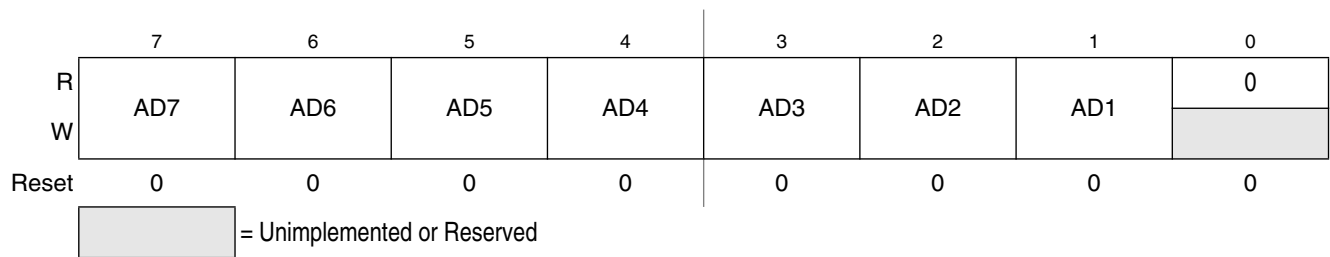 7 6 5 4 3 2 1 0
R 0
AD7 AD6 AD5 AD4 AD3 AD2 AD1
W
Reset 0 0 0 0 0 0 0 0
= Unimplemented or Reserved